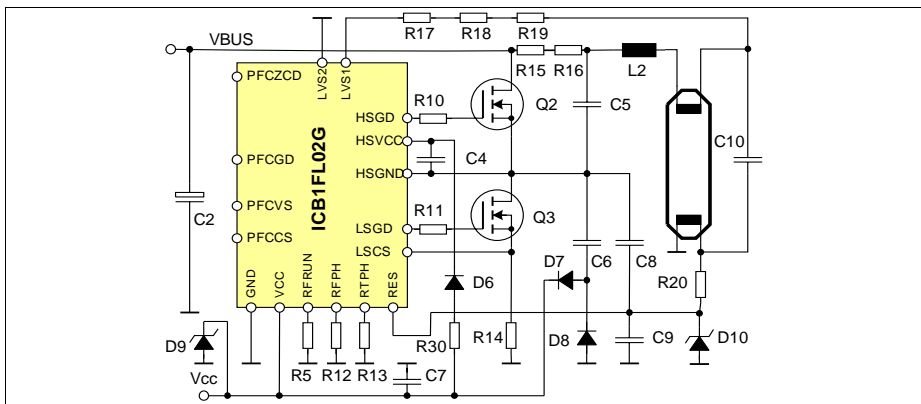 VBUS
R17
R18
R19
R15
R16
L2
PFCZCD
LVS2
LVS1
R10
Q2
C5
HSGD
HSVCC
C4
C10
PFCGD
HSGND
ICB1FL02G
C2
PFCVS
R11
Q3
LSGD
PFCCS
LSCS
D7
C6
C8
GND
VCC
RFRUN
RFPH
RTPH
RES
D6
R20
D9
R5
R12
R13
C7
R30
R14
D8
C9
D10
Vcc